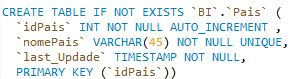 CREATE TABLE IF NOT EXISTS `BI`.`Pais` (
`idPais` INT NOT NULL AUTO_INCREMENT ,
`nomePais` VARCHAR(45) NOT NULL UNIQUE,
`last_Updade` TIMESTAMP NOT NULL,
PRIMARY KEY (`idPais`))